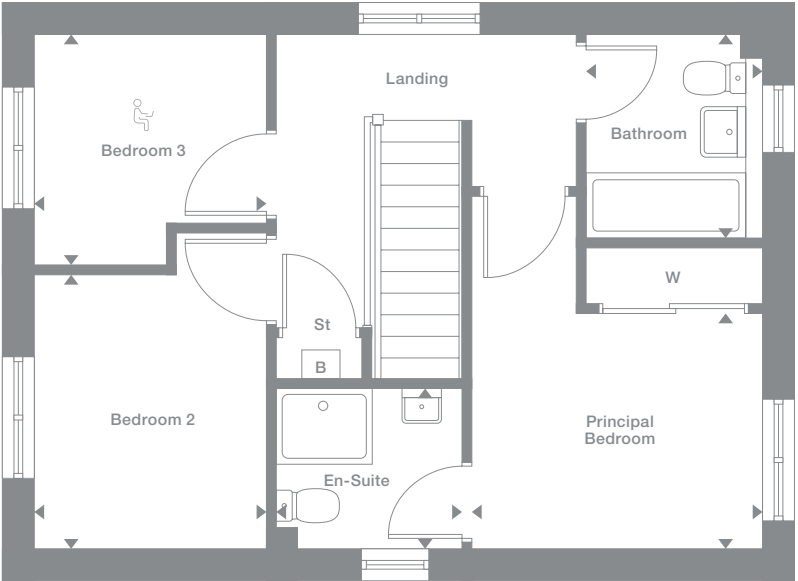 Landing
Bathroom
Bedroom 3
W
St
B
Bedroom 2
Principal
Bedroom
En-Suite